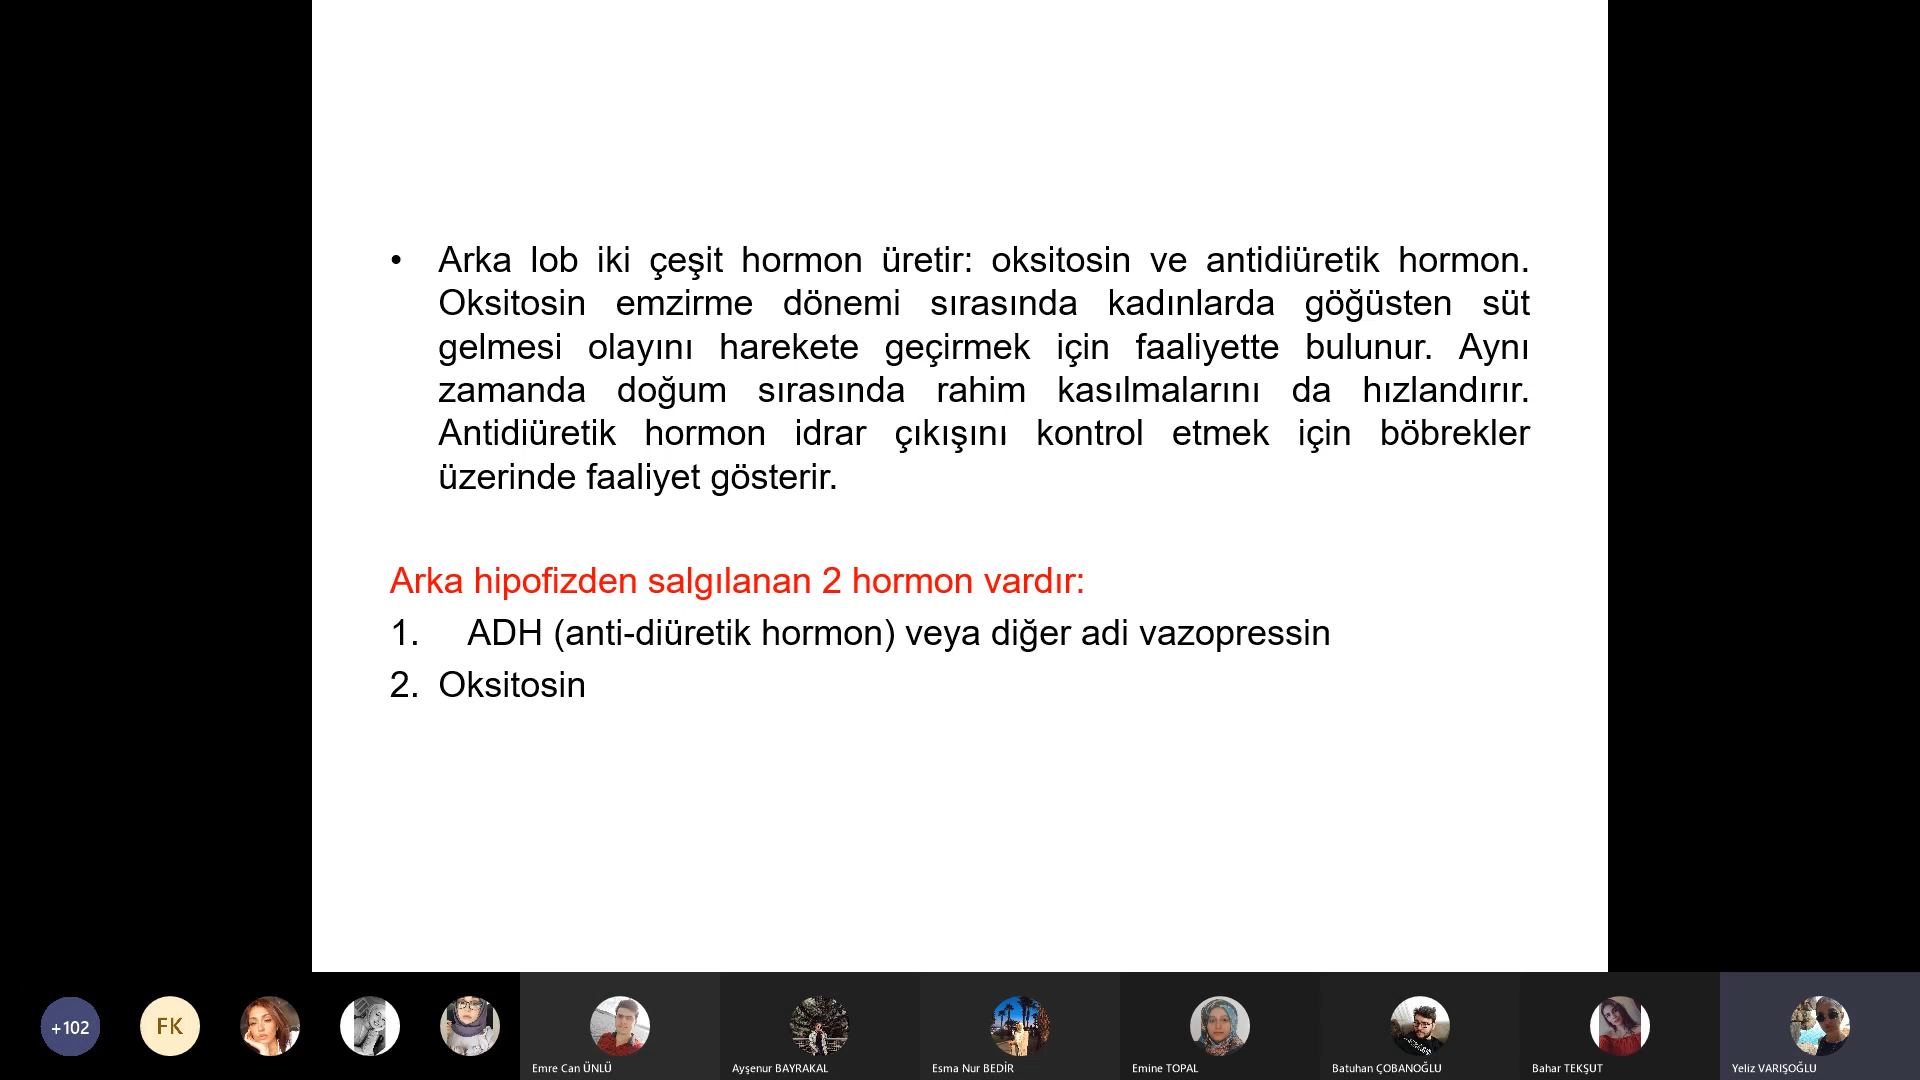 • Arka lob iki çeşit hormon üretir: oksitosin ve antidiüretik hormon.
Oksitosin emzirme dönemi sırasında kadınlarda göğüsten süt
gelmesi olayını harekete geçirmek için faaliyette bulunur. Aynı
zamanda doğum sırasında rahim kasılmalarını da hızlandırır.
Antidiüretik hormon idrar çıkışını kontrol etmek için böbrekler
üzerinde faaliyet gösterir.
Arka hipofizden salgılanan 2 hormon vardır:
1. ADH (anti-diüretik hormon) veya diğer adi vazopressin
2. Oksitosin
+102
FK
Emre Can ÜNLÜ
Ayşenur BAYRAKAL
Esma Nur BEDİR
Emine TOPAL
Batuhan ÇOBANOĞLU
Bahar TEKŞUT
Yeliz VARIŞOĞLU